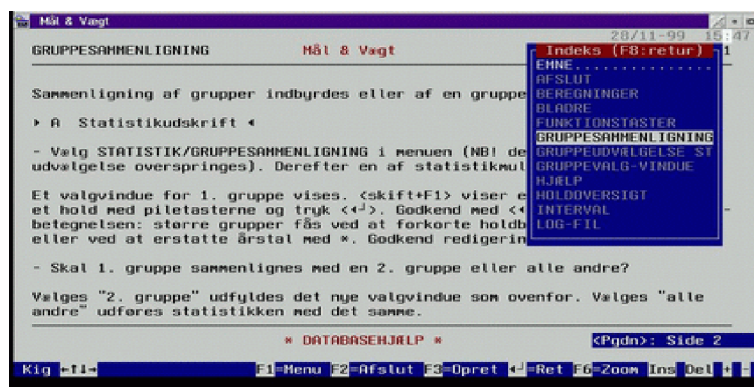 Mål & Vægt
28/11-99 15:47
GRUPPESAMMENLIGNING Mål & Vægt 1
Indeks (F8:retur)
EMNE...............
AFSLUT
BEREGNINGER
BLADRE
FUNKTIONSTASTER
GRUPPESAMMENLIGNING
GRUPPEUDVÆLGELSE ST
GRUPPEVALG-VINDUE
HJÆLP
HOLDOVERSIGT
INTERVAL
LOG-FIL
Sammenligning af grupper indbyrdes eller af en gruppe
▸ A Statistikudskrift ◂
- Vælg STATISTIK/GRUPPESAMMENLIGNING i menuen (NB! de
udvælgelse overspringes). Derefter en af statistikmul
Et valgvindue for 1. gruppe vises. <skift+F1> viser e
et hold med piletasterne og tryk <↲>. Godkend med <↲
betegnelsen: større grupper fås ved at forkorte holdb
eller ved at erstatte årstal med *. Godkend redigerin
- Skal 1. gruppe sammenlignes med en 2. gruppe eller alle andre?
Vælges "2. gruppe" udfyldes det nye valgvindue som ovenfor. Vælges "alle
andre" udføres statistikken med det samme.
* DATABASEHJÆLP * <Pgdn>: Side 2
Kig ←↑↓→ F1=Menu F2=Afslut F3=Opret ↲=Ret F6=Zoom Ins Del + -